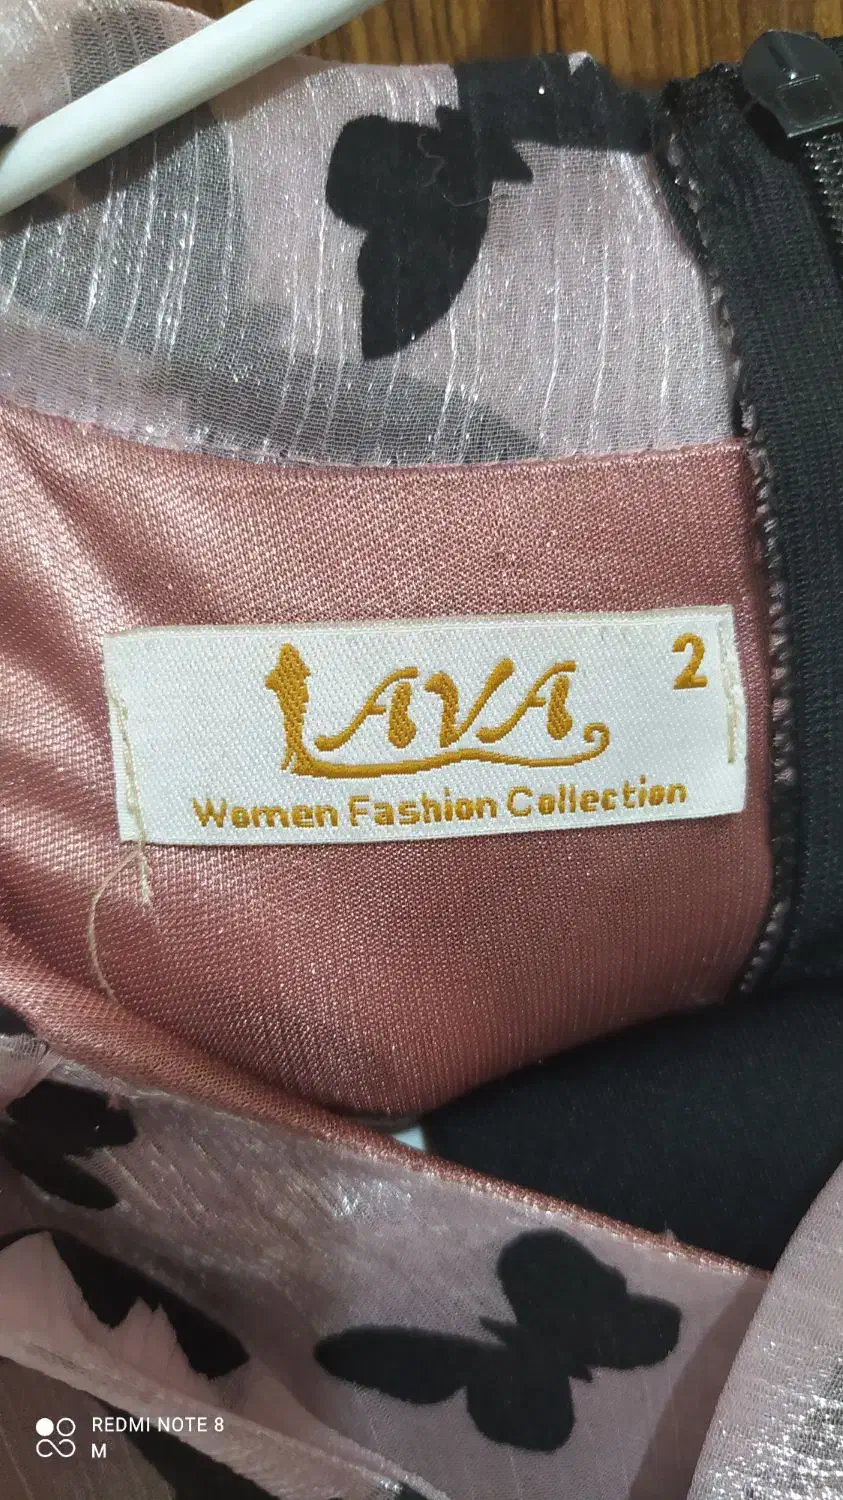 LAVA
2
Women Fashion Collection
REDMI NOTE 8
M